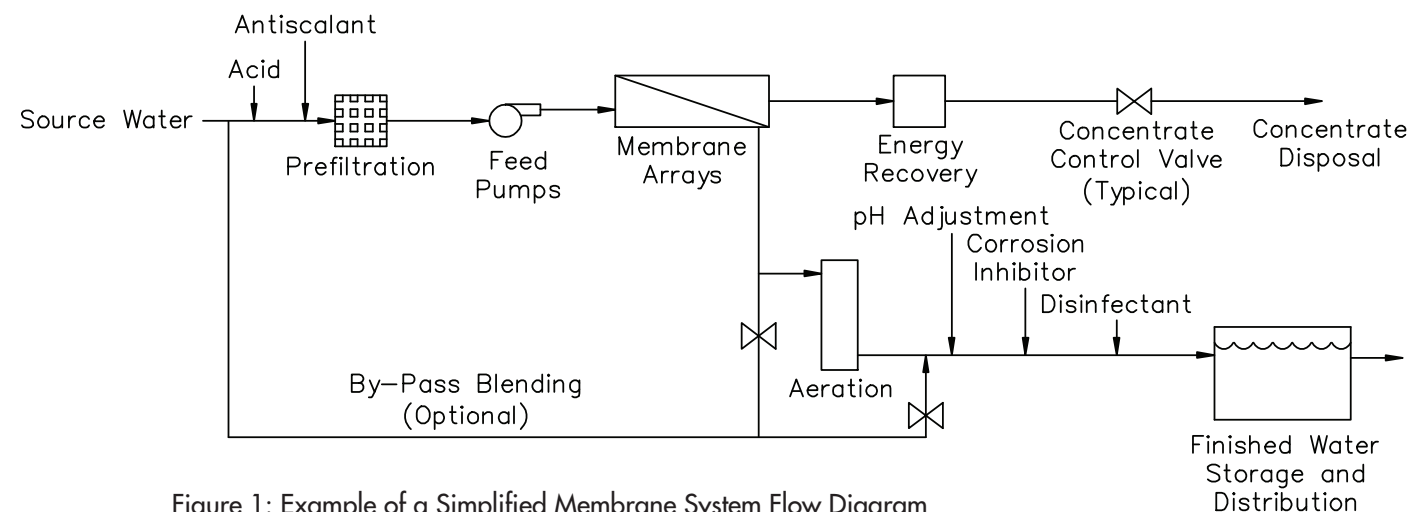 Antiscalant
Acid
Source Water
Prefiltration
Feed
Pumps
Membrane
Arrays
Energy
Recovery
Concentrate
Control Valve
(Typical)
Concentrate
Disposal
pH Adjustment
Corrosion
Inhibitor
Disinfectant
Aeration
By-Pass Blending
(Optional)
Finished Water
Storage and
Distribution
Figure 1: Example of a Simplified Membrane System Flow Diagram